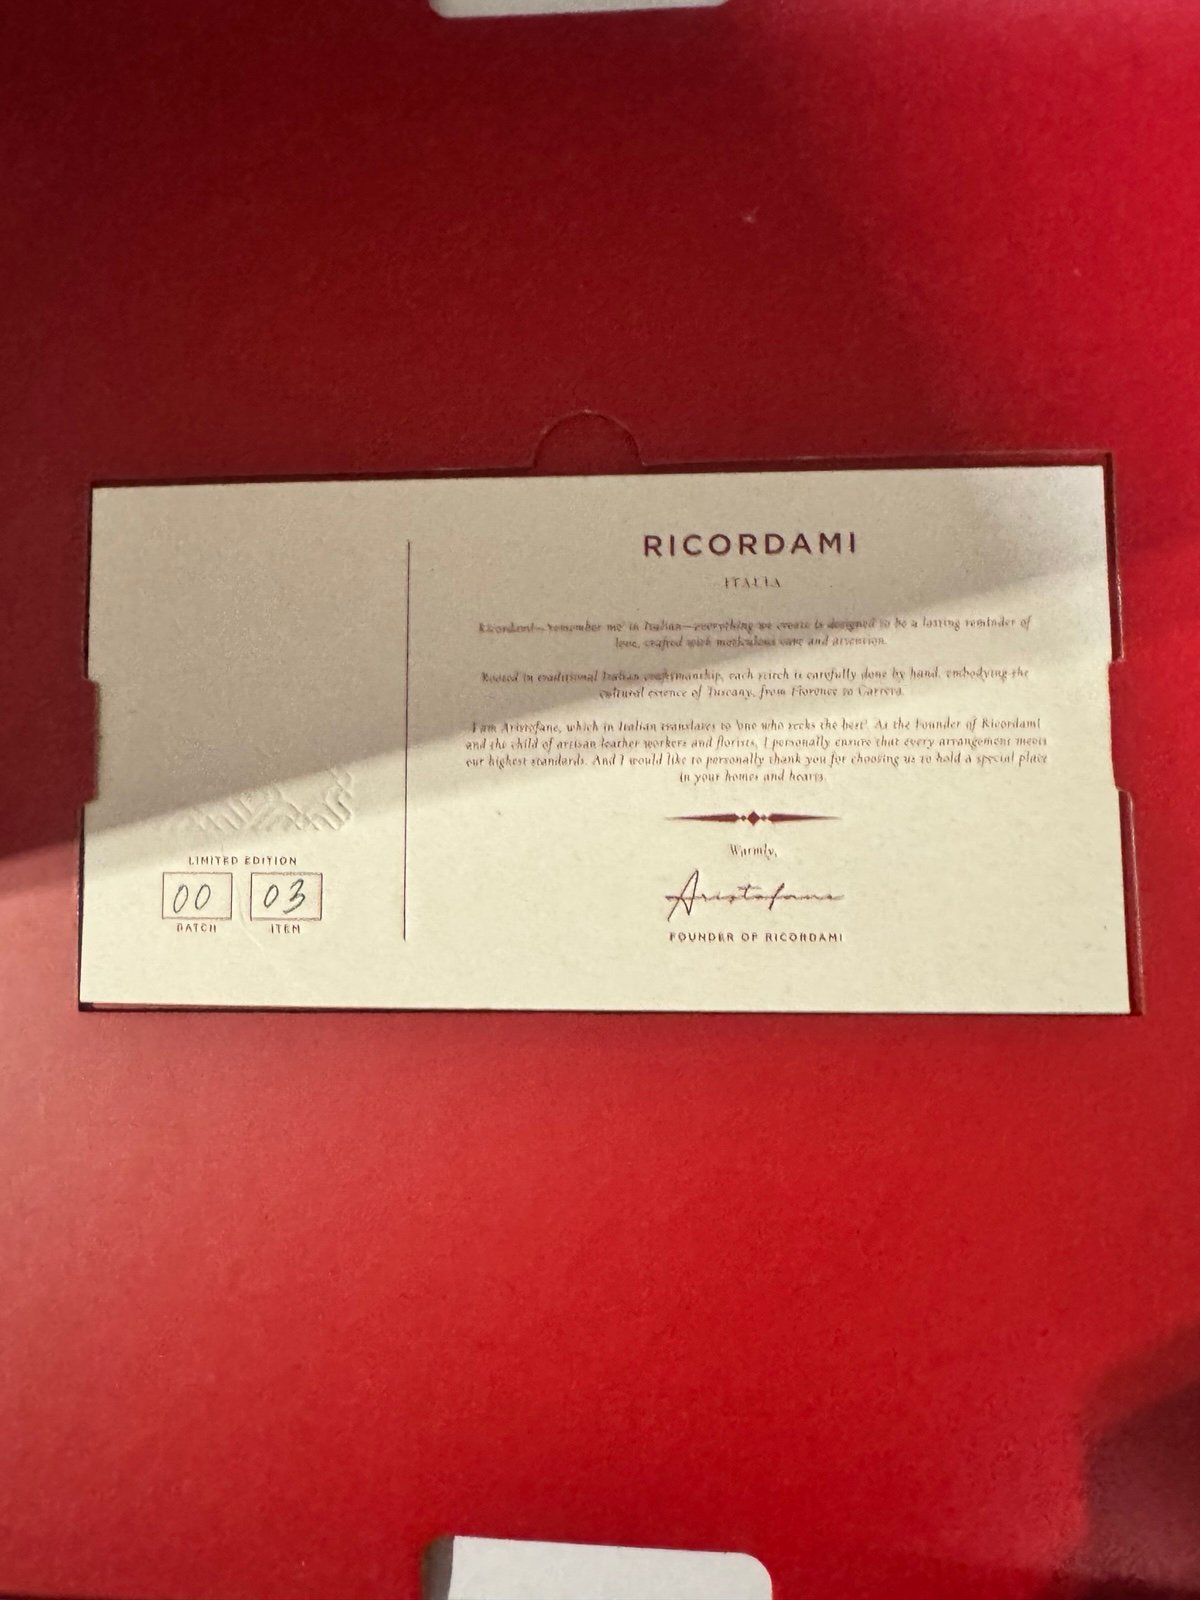 RICORDAMI
ITALIA
Ricordami—'remember me' in Italian—everything we create is designed to be a lasting reminder of
love, crafted with meticulous care and attention.
Rooted in traditional Italian craftsmanship, each stitch is carefully done by hand, embodying the
cultural essence of Tuscany, from Florence to Carrera.
I am Aristofane, which in Italian translates to 'one who seeks the best'. As the Founder of Ricordami
and the child of artisan leather workers and florists, I personally ensure that every arrangement meets
our highest standards. And I would like to personally thank you for choosing us to hold a special place
in your homes and hearts.
Warmly,
Aristofane
FOUNDER OF RICORDAMI
LIMITED EDITION
00 03
BATCH ITEM